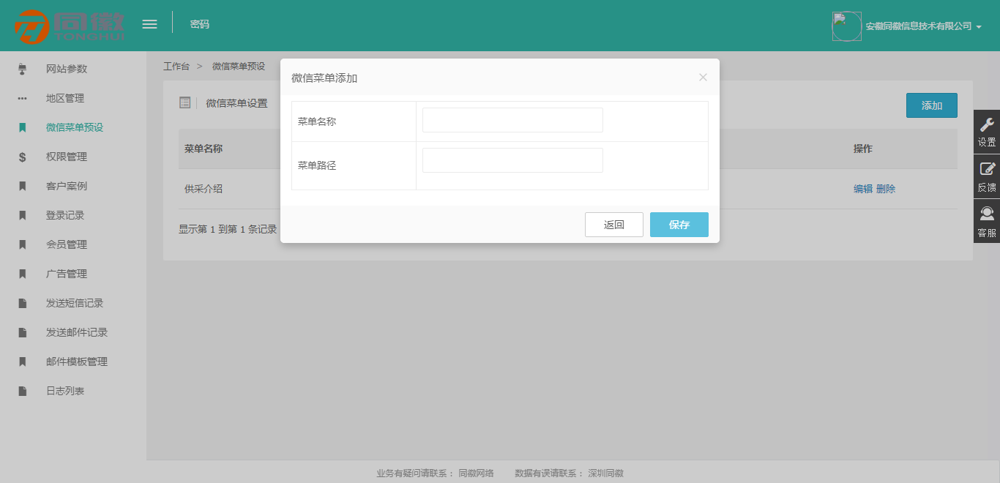 同徽
TONGHUI
密码
安徽同徽信息技术有限公司
网站参数
地区管理
微信菜单预设
权限管理
客户案例
登录记录
会员管理
广告管理
发送短信记录
发送邮件记录
邮件模板管理
日志列表
工作台 > 微信菜单预设
微信菜单设置
添加
菜单名称
操作
供采介绍
编辑 删除
显示第 1 到第 1 条记录
微信菜单添加
×
菜单名称
菜单路径
返回
保存
设置
反馈
客服
业务有疑问请联系： 同徽网络 数据有误请联系： 深圳同徽